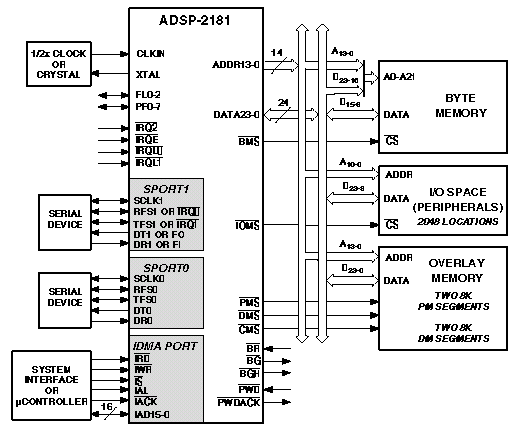 ADSP-2181
1/2x CLOCK
OR
CRYSTAL
CLKIN
XTAL
FL0-2
PF0-7
IRQ2
IRQE
IRQL0
IRQL1
SPORT1
SERIAL
DEVICE
SCLK1
RFS1 OR IRQ0
TFS1 OR IRQ1
DT1 OR FO
DR1 OR FI
SPORT0
SERIAL
DEVICE
SCLK0
RFS0
TFS0
DT0
DR0
IDMA PORT
SYSTEM
INTERFACE
OR
µCONTROLLER
IRD
IWR
IS
IAL
IACK
16
IAD15-0
ADDR13-0
14
DATA23-0
24
BMS
IOMS
PMS
DMS
CMS
BR
BG
BGH
PWD
PWDACK
A13-0
D23-16
A0-A21
D15-8
DATA
CS
BYTE
MEMORY
A10-0
ADDR
D23-8
DATA
CS
I/O SPACE
(PERIPHERALS)
2048 LOCATIONS
A13-0
ADDR
D23-0
DATA
OVERLAY
MEMORY
TWO 8K
PM SEGMENTS
TWO 8K
DM SEGMENTS